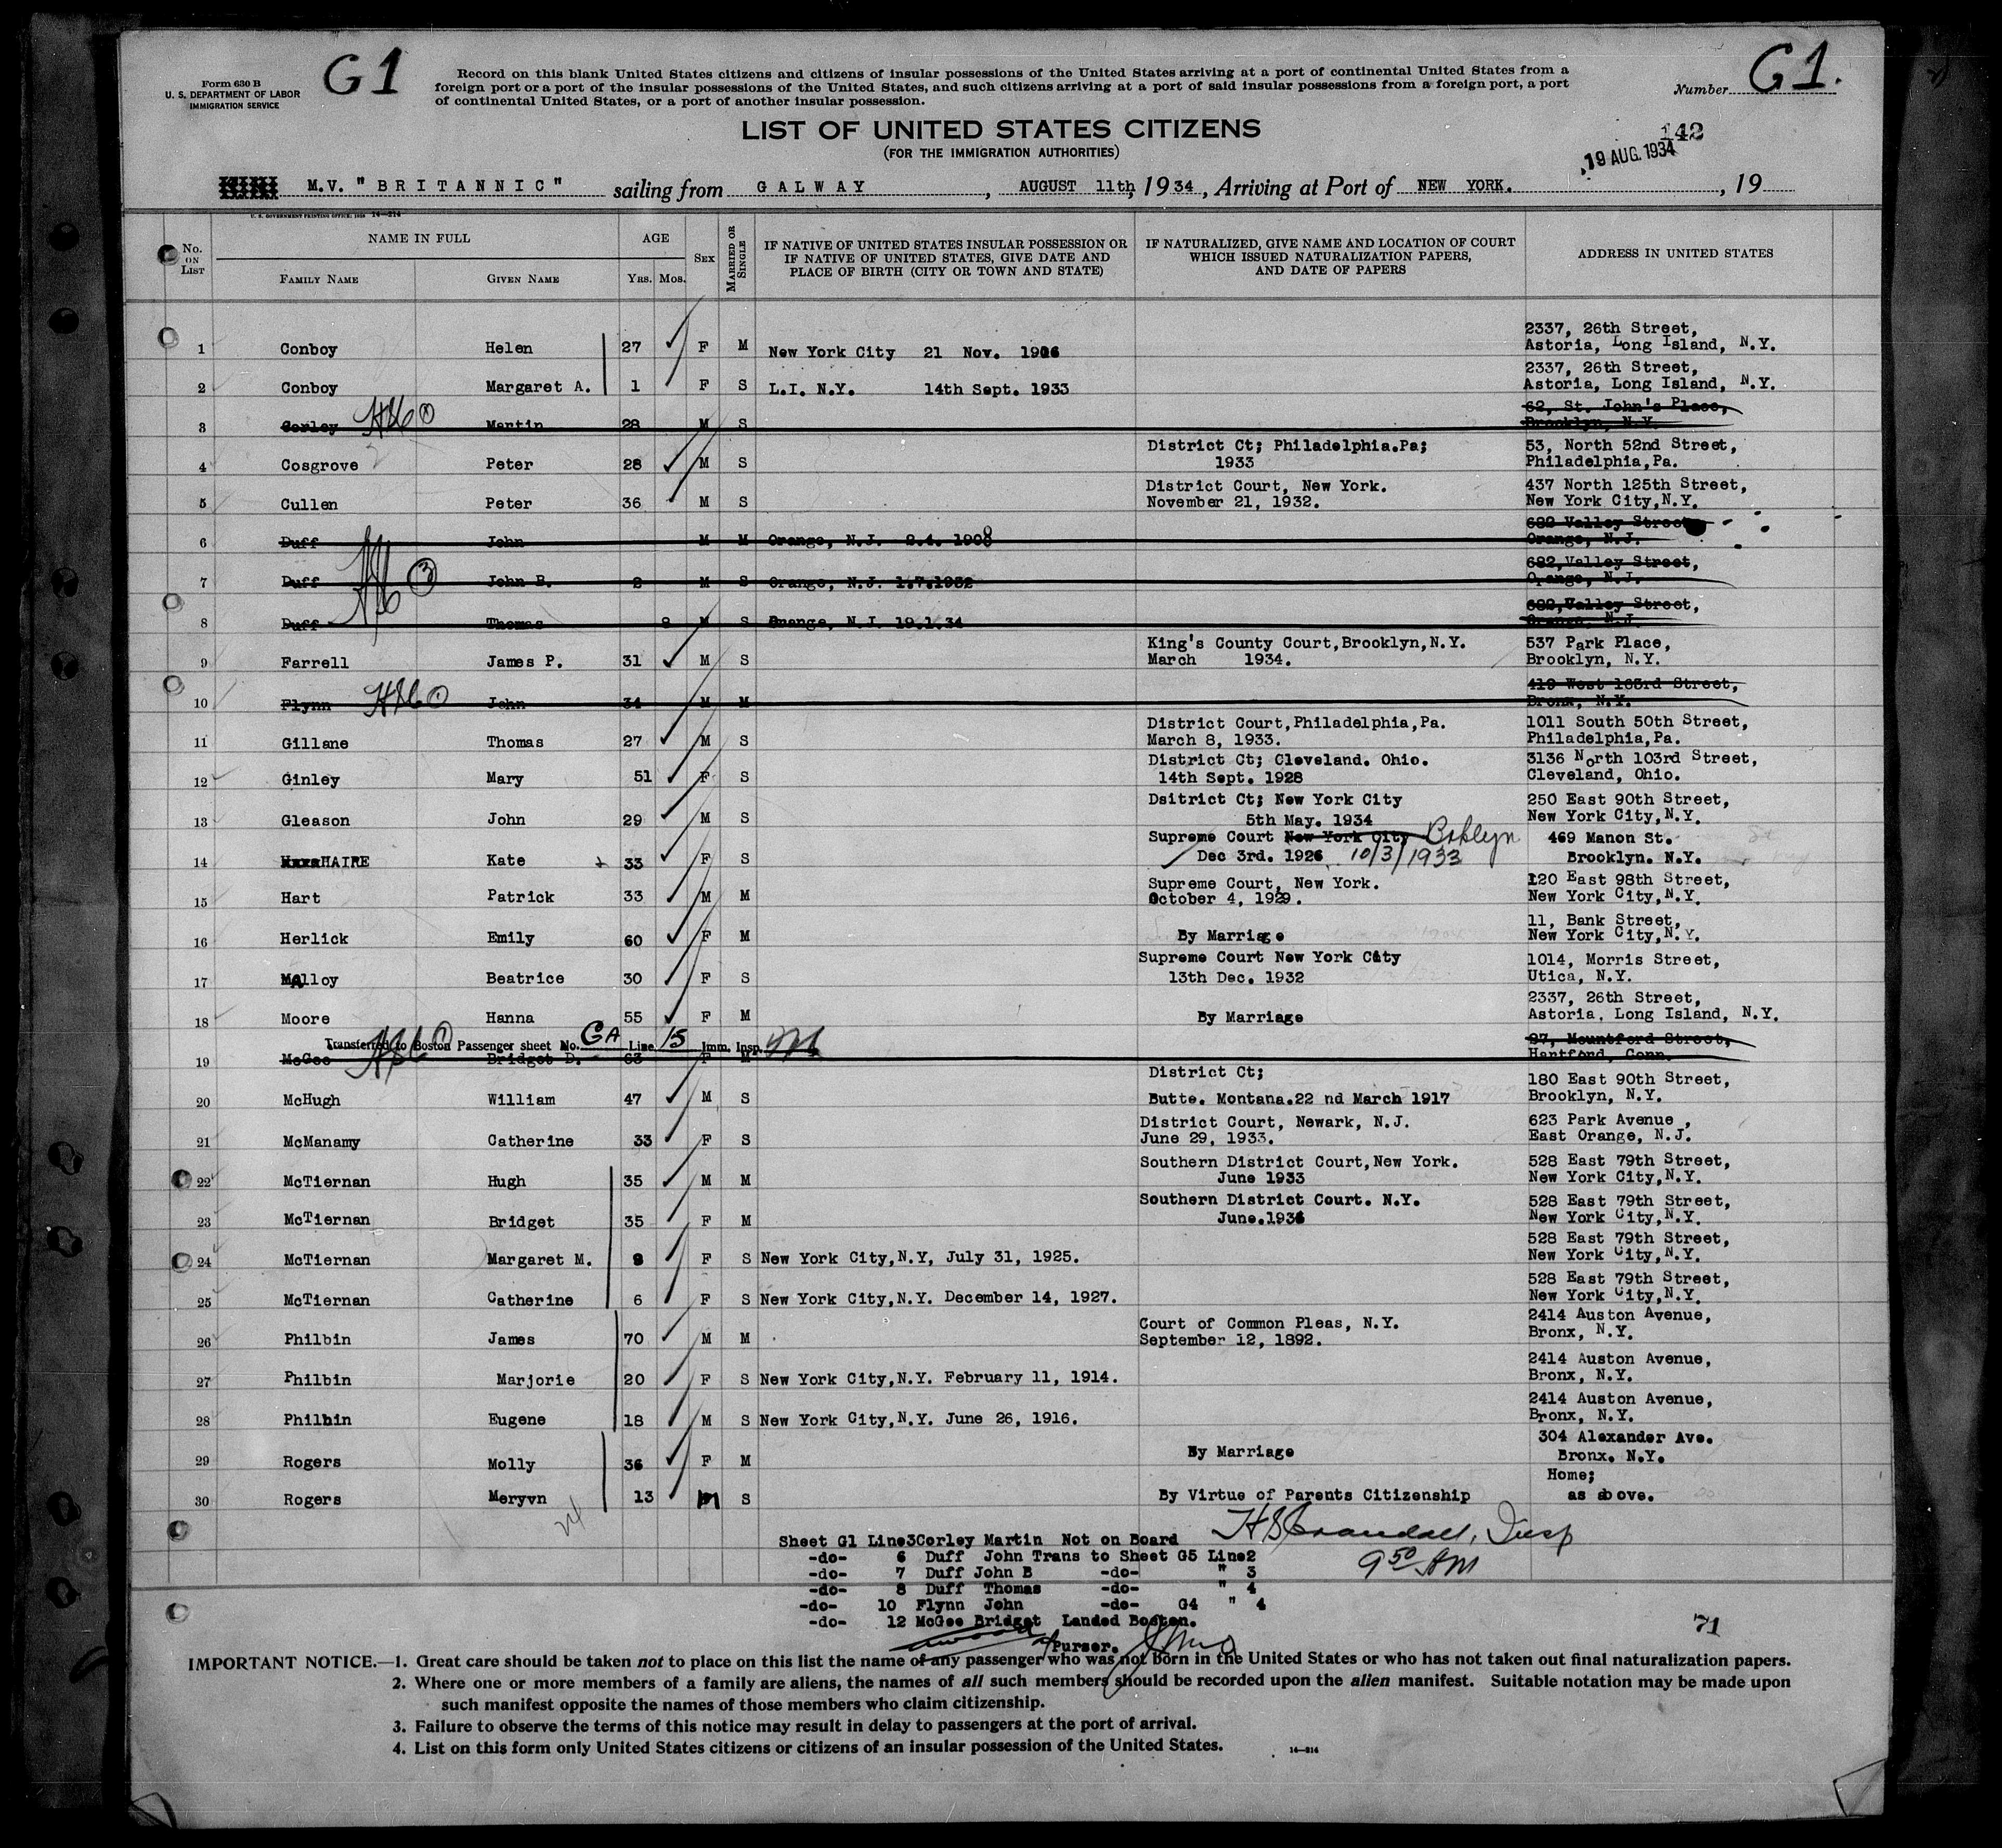 Form 630 B
U. S. DEPARTMENT OF LABOR
IMMIGRATION SERVICE
G1
Record on this blank United States citizens and citizens of insular possessions of the United States arriving at a port of continental United States from a
foreign port or a port of the insular possessions of the United States, and such citizens arriving at a port of said insular possessions from a foreign port, a port
of continental United States, or a port of another insular possession.
Number G1.
LIST OF UNITED STATES CITIZENS
(FOR THE IMMIGRATION AUTHORITIES)
142
19 AUG. 1934
M.V. "BRITANNIC" sailing from GALWAY, AUGUST 11th, 1934, Arriving at Port of NEW YORK., 19
U. S. GOVERNMENT PRINTING OFFICE: 1928 14-214
No. ON LIST
NAME IN FULL
FAMILY NAME GIVEN NAME
AGE
YRS. MOS.
SEX
MARRIED OR SINGLE
IF NATIVE OF UNITED STATES INSULAR POSSESSION OR
IF NATIVE OF UNITED STATES, GIVE DATE AND
PLACE OF BIRTH (CITY OR TOWN AND STATE)
IF NATURALIZED, GIVE NAME AND LOCATION OF COURT
WHICH ISSUED NATURALIZATION PAPERS,
AND DATE OF PAPERS
ADDRESS IN UNITED STATES
1 Conboy Helen 27 F M New York City 21 Nov. 1906 2337, 26th Street,
Astoria, Long Island, N.Y.
2 Conboy Margaret A. 1 F S L.I. N.Y. 14th Sept. 1933 2337, 26th Street,
Astoria, Long Island, N.Y.
3 Corley Martin 28 M S 62, St. John's Place,
Brooklyn, N.Y.
4 Cosgrove Peter 28 M S District Ct; Philadelphia.Pa; 53, North 52nd Street,
1933 Philadelphia,Pa.
5 Cullen Peter 36 M S District Court, New York. 437 North 125th Street,
November 21, 1932. New York City,N.Y.
6 Duff John M M Orange, N.J. 2.4. 1908 682 Valley Street
Orange, N.J.
7 Duff John B. 2 M S Orange, N.J. 1.7.1932 682,Valley Street,
Orange, N.J.
3
8 Duff Thomas 8 M S Orange, N.J. 19.1.34 682,Valley Street,
Orange, N.J.
9 Farrell James P. 31 M S King's County Court,Brooklyn,N.Y. 537 Park Place,
March 1934. Brooklyn, N.Y.
10 Flynn John 34 M M 419 West 163rd Street,
Bronx, N.Y.
11 Gillane Thomas 27 M S District Court,Philadelphia,Pa. 1011 South 50th Street,
March 8, 1933. Philadelphia,Pa.
12 Ginley Mary 51 F S District Ct; Cleveland. Ohio. 3136 North 103rd Street,
14th Sept. 1928 Cleveland, Ohio.
13 Gleason John 29 M S Dsitrict Ct; New York City 250 East 90th Street,
5th May. 1934 New York City,N.Y.
14 HAIRE Kate 33 F S Supreme Court New York City Bsklyn 469 Manon St.
Dec 3rd. 1926 10/3/1933 Brooklyn. N.Y.
15 Hart Patrick 33 M M Supreme Court, New York. 120 East 98th Street,
October 4, 1929. New York City,N.Y.
16 Herlick Emily 60 F M By Marriage 11, Bank Street,
New York City,N.Y.
17 Malloy Beatrice 30 F S Supreme Court New York City 1014, Morris Street,
13th Dec. 1932 Utica, N.Y.
18 Moore Hanna 55 F M By Marriage 2337, 26th Street,
Astoria, Long Island, N.Y.
Transferred to Boston Passenger sheet No. GA Line 15 Imm. Insp.
19 McGee Bridget D. 63 F M 27, Mountford Street,
Hartford, Conn.
20 McHugh William 47 M S District Ct; 180 East 90th Street,
Butte. Montana.22 nd March 1917 Brooklyn, N.Y.
21 McManamy Catherine 33 F S District Court, Newark, N.J. 623 Park Avenue ,
June 29, 1933. East Orange, N.J.
22 McTiernan Hugh 35 M M Southern District Court,New York. 528 East 79th Street,
June 1933 New York City,N.Y.
23 McTiernan Bridget 35 F M Southern District Court. N.Y. 528 East 79th Street,
June. New York City,N.Y.
24 McTiernan Margaret M. 9 F S New York City,N.Y, July 31, 1925. 528 East 79th Street,
New York City,N.Y.
25 McTiernan Catherine 6 F S New York City,N.Y. December 14, 1927. 528 East 79th Street,
New York City,N.Y.
26 Philbin James 70 M M Court of Common Pleas, N.Y. 2414 Auston Avenue,
September 12, 1892. Bronx, N.Y.
27 Philbin Marjorie 20 F S New York City,N.Y. February 11, 1914. 2414 Auston Avenue,
Bronx, N.Y.
28 Philbin Eugene 18 M S New York City,N.Y. June 26, 1916. 2414 Auston Avenue,
Bronx, N.Y.
29 Rogers Molly 36 F M By Marriage 304 Alexander Ave.
Bronx. N.Y.
30 Rogers Meryvn 13 M S By Virtue of Parents Citizenship Home;
as above.
24
Sheet G1 Line3Corley Martin Not on Board
H S Crandall, Insp
9 50 AM
-do- 6 Duff John Trans to Sheet G5 Line2
-do- 7 Duff John B -do- " 3
-do- 8 Duff Thomas -do- " 4
-do- 10 Flynn John -do- G4 " 4
-do- 12 McGee Bridget Landed Boston.
Purser.
71
IMPORTANT NOTICE.—1. Great care should be taken not to place on this list the name of any passenger who was not born in the United States or who has not taken out final naturalization papers.
2. Where one or more members of a family are aliens, the names of all such members should be recorded upon the alien manifest. Suitable notation may be made upon
such manifest opposite the names of those members who claim citizenship.
3. Failure to observe the terms of this notice may result in delay to passengers at the port of arrival.
4. List on this form only United States citizens or citizens of an insular possession of the United States.
14-214